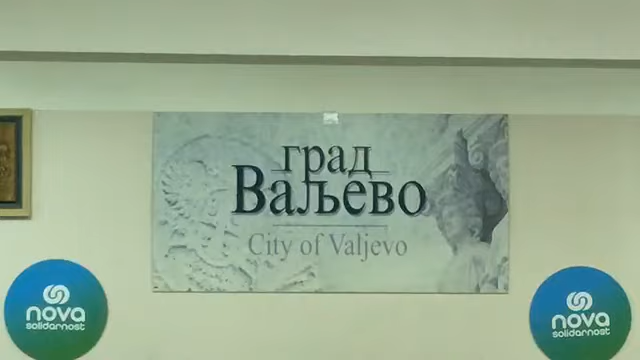 град
Ваљево
City of Valjevo
nova
solidarnost
nova
solidarnost